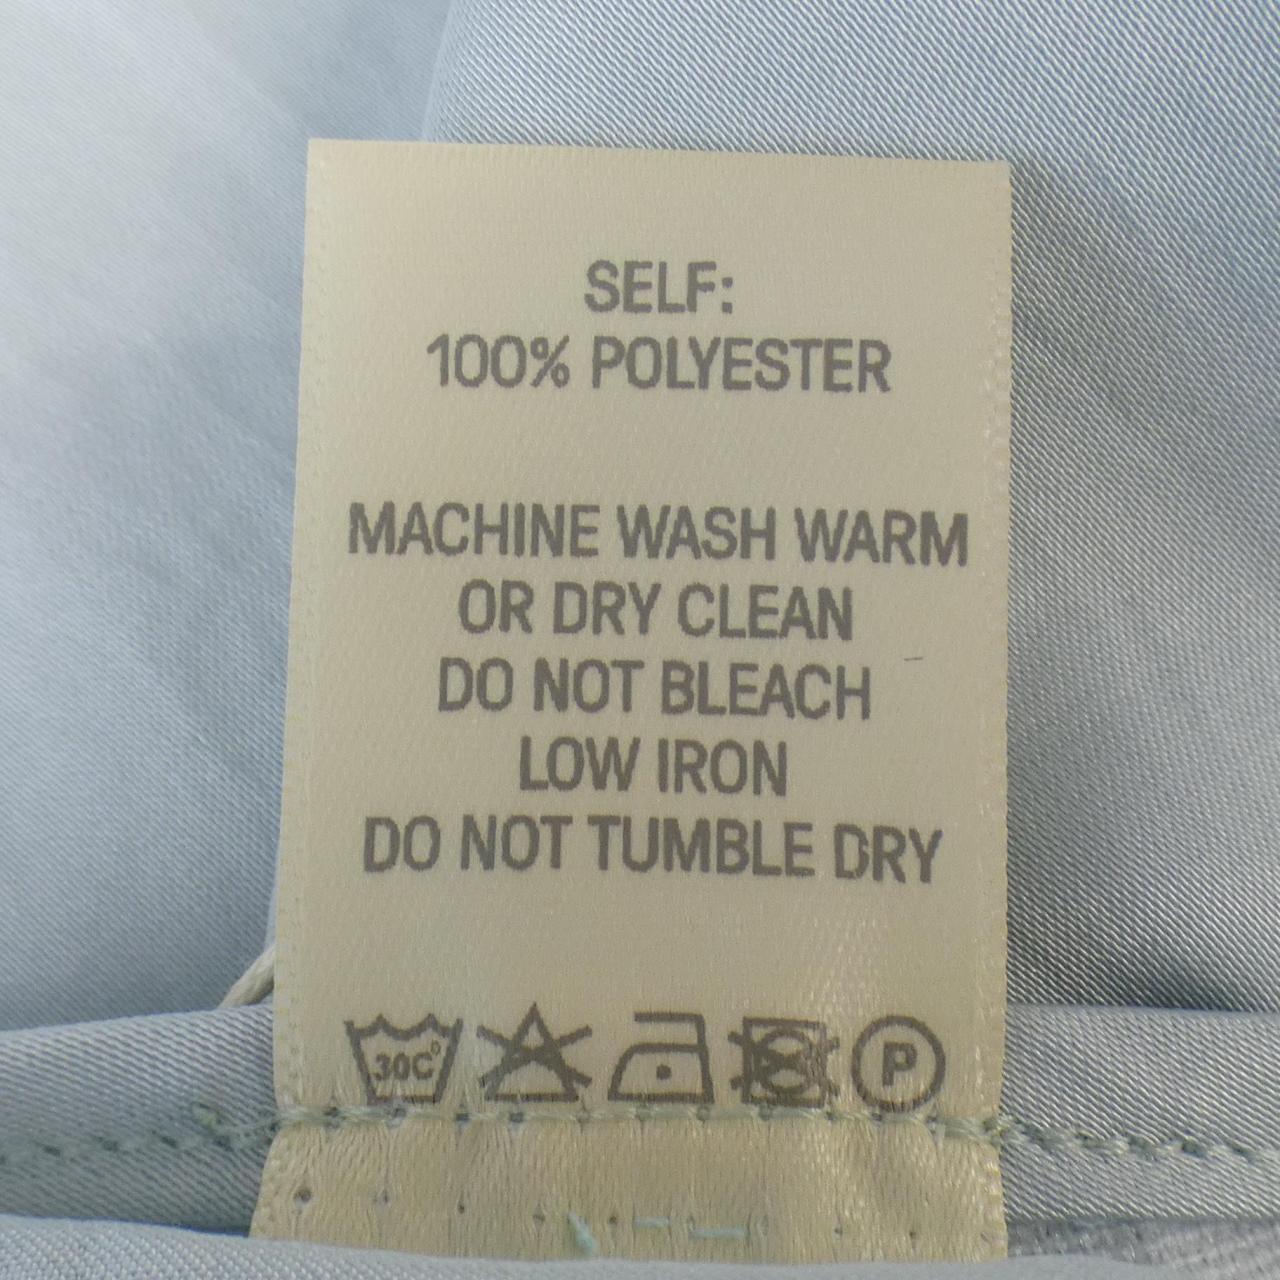 SELF:
100% POLYESTER
MACHINE WASH WARM
OR DRY CLEAN
DO NOT BLEACH
LOW IRON
DO NOT TUMBLE DRY
30C° P